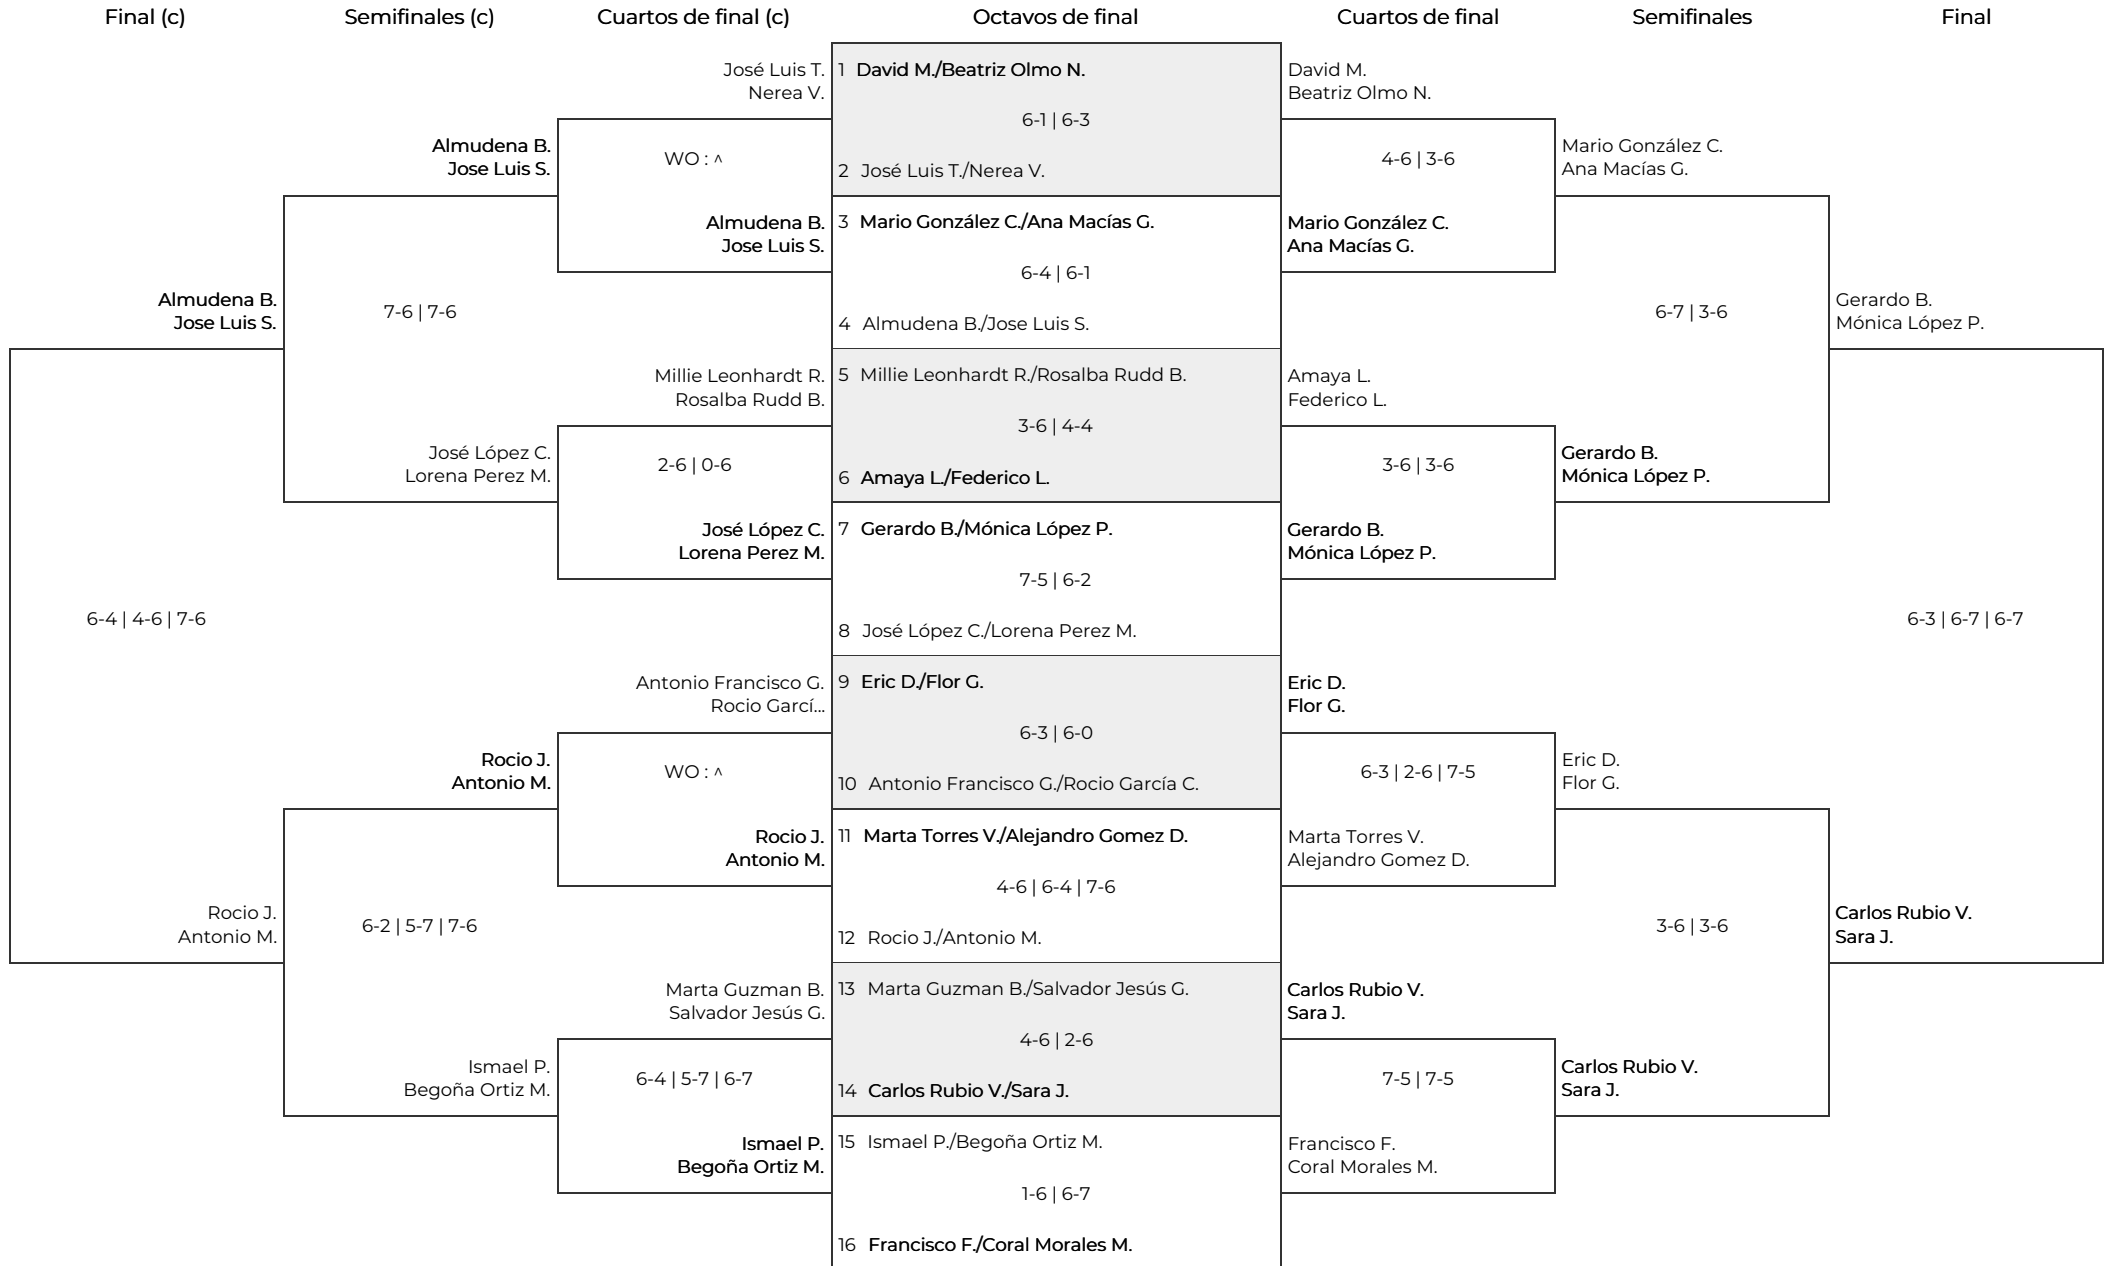 Final (c)
Semifinales (c)
Cuartos de final (c)
Octavos de final
Cuartos de final
Semifinales
Final
Almudena B.
Jose Luis S.
6-4 | 4-6 | 7-6
Rocio J.
Antonio M.
Almudena B.
Jose Luis S.
7-6 | 7-6
José López C.
Lorena Perez M.
Rocio J.
Antonio M.
6-2 | 5-7 | 7-6
Ismael P.
Begoña Ortiz M.
José Luis T.
Nerea V.
WO : ^
Almudena B.
Jose Luis S.
Millie Leonhardt R.
Rosalba Rudd B.
2-6 | 0-6
José López C.
Lorena Perez M.
Antonio Francisco G.
Rocio Garcí...
WO : ^
Rocio J.
Antonio M.
Marta Guzman B.
Salvador Jesús G.
6-4 | 5-7 | 6-7
Ismael P.
Begoña Ortiz M.
1 David M./Beatriz Olmo N.
6-1 | 6-3
2 José Luis T./Nerea V.
3 Mario González C./Ana Macías G.
6-4 | 6-1
4 Almudena B./Jose Luis S.
5 Millie Leonhardt R./Rosalba Rudd B.
3-6 | 4-4
6 Amaya L./Federico L.
7 Gerardo B./Mónica López P.
7-5 | 6-2
8 José López C./Lorena Perez M.
9 Eric D./Flor G.
6-3 | 6-0
10 Antonio Francisco G./Rocio García C.
11 Marta Torres V./Alejandro Gomez D.
4-6 | 6-4 | 7-6
12 Rocio J./Antonio M.
13 Marta Guzman B./Salvador Jesús G.
4-6 | 2-6
14 Carlos Rubio V./Sara J.
15 Ismael P./Begoña Ortiz M.
1-6 | 6-7
16 Francisco F./Coral Morales M.
David M.
Beatriz Olmo N.
4-6 | 3-6
Mario González C.
Ana Macías G.
Amaya L.
Federico L.
3-6 | 3-6
Gerardo B.
Mónica López P.
Eric D.
Flor G.
6-3 | 2-6 | 7-5
Marta Torres V.
Alejandro Gomez D.
Carlos Rubio V.
Sara J.
7-5 | 7-5
Francisco F.
Coral Morales M.
Mario González C.
Ana Macías G.
6-7 | 3-6
Gerardo B.
Mónica López P.
Eric D.
Flor G.
3-6 | 3-6
Carlos Rubio V.
Sara J.
Gerardo B.
Mónica López P.
6-3 | 6-7 | 6-7
Carlos Rubio V.
Sara J.